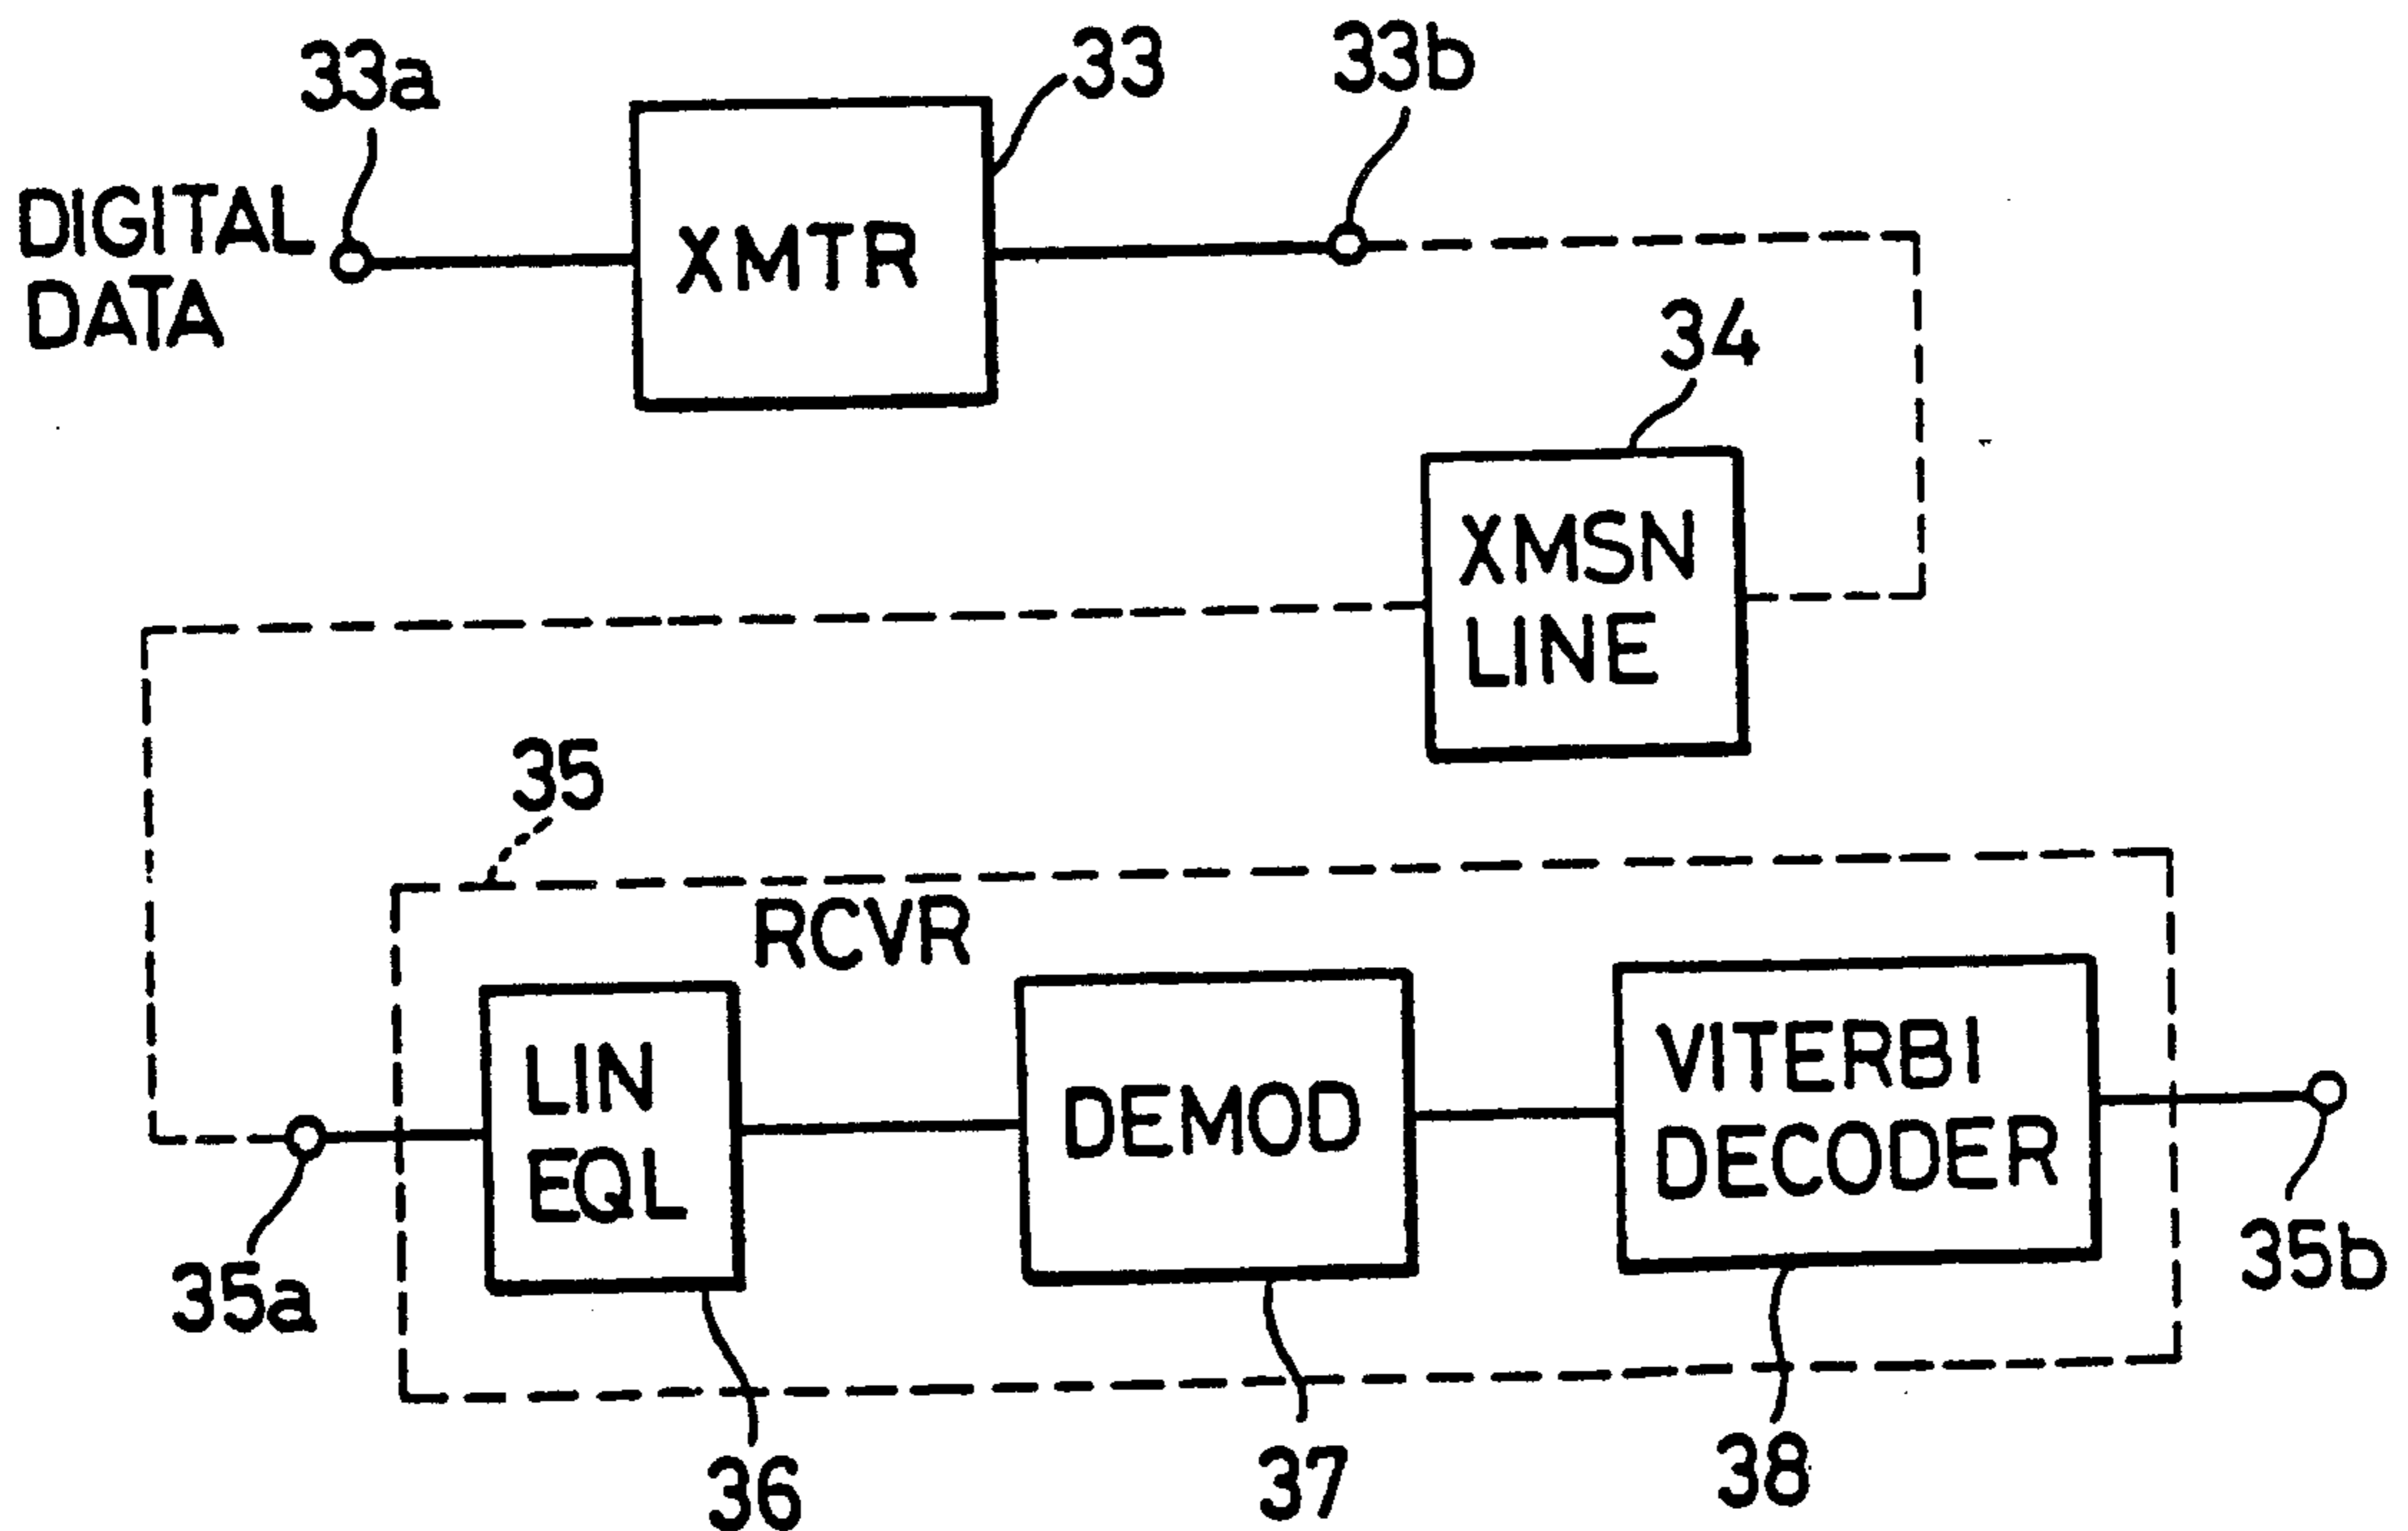 33a
33
33b
DIGITAL
DATA
XMTR
34
XMSN
LINE
35
RCVR
LIN
EQL
DEMOD
VITERBI
DECODER
35a
35b
36
37
38